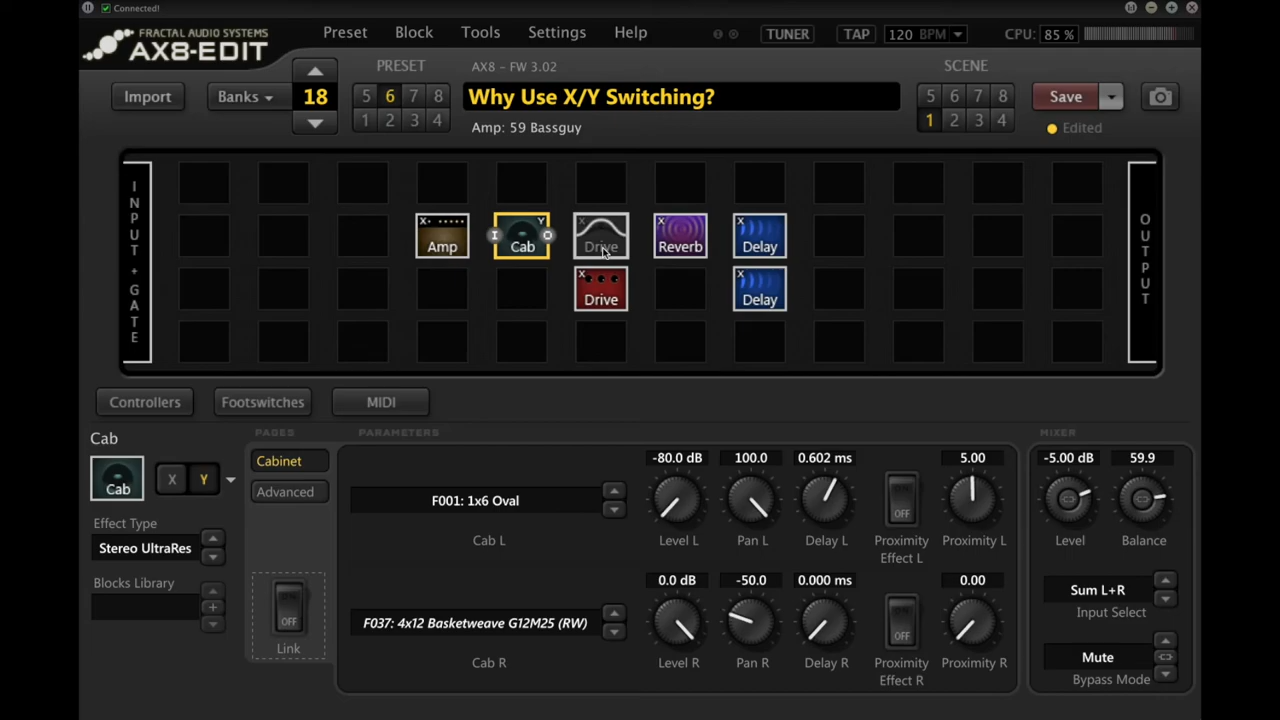 Connected!
FRACTAL AUDIO SYSTEMS
AX8-EDIT
Preset Block Tools Settings Help
TUNER TAP 120 BPM CPU: 85 %
PRESET AX8 - FW 3.02 SCENE
Import Banks 18 5 6 7 8 Why Use X/Y Switching? 5 6 7 8 Save
1 2 3 4 Amp: 59 Bassguy 1 2 3 4 Edited
INPUT + GATE
X Amp
Y I O Cab
X Drive
X Reverb
X Delay
X Drive
X Delay
OUTPUT
Controllers Footswitches MIDI
Cab
Cab X Y
Effect Type
Stereo UltraRes
Blocks Library
+
PAGES
Cabinet
Advanced
OFF
Link
PARAMETERS
-80.0 dB 100.0 0.602 ms 5.00
F001: 1x6 Oval OFF
Cab L Level L Pan L Delay L Proximity Effect L Proximity L
0.0 dB -50.0 0.000 ms 0.00
F037: 4x12 Basketweave G12M25 (RW) OFF
Cab R Level R Pan R Delay R Proximity Effect R Proximity R
MIXER
-5.00 dB 59.9
Level Balance
Sum L+R
Input Select
Mute
Bypass Mode